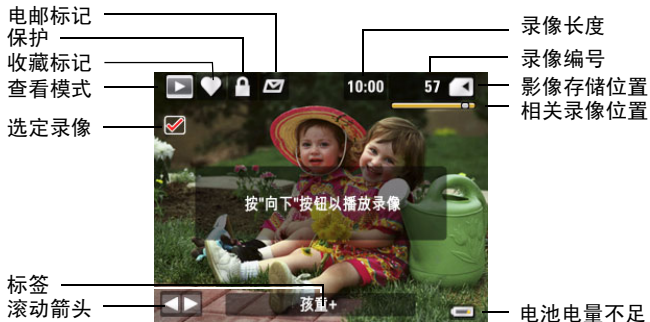 电邮标记
保护
收藏标记
查看模式
选定录像
录像长度
录像编号
影像存储位置
相关录像位置
10:00 57
按"向下"按钮以播放录像
标签
滚动箭头
孩童+
电池电量不足